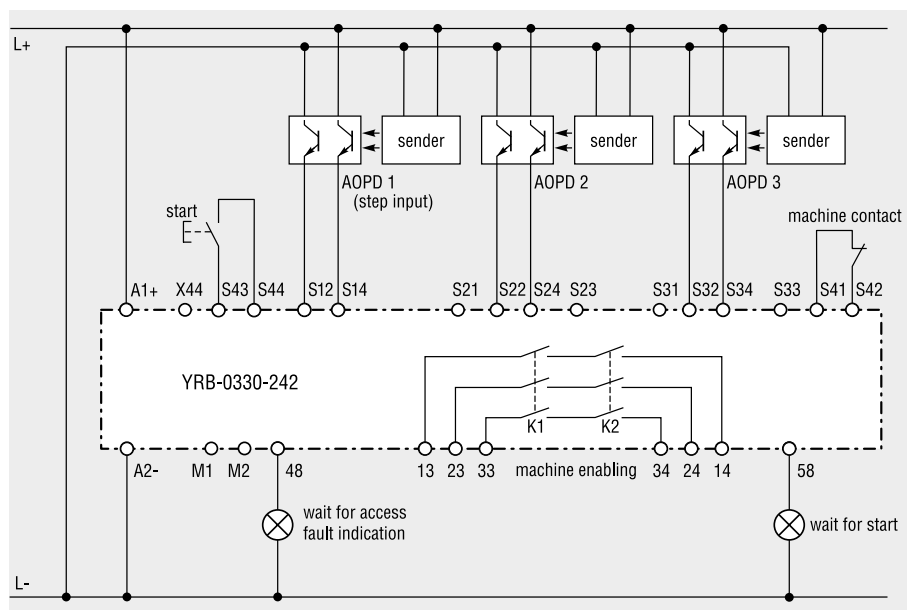 L+
sender
sender
sender
AOPD 1
(step input)
AOPD 2
AOPD 3
start
machine contact
A1+ X44 S43 S44 S12 S14 S21 S22 S24 S23 S31 S32 S34 S33 S41 S42
YRB-0330-242
K1 K2
A2- M1 M2 48 13 23 33 machine enabling 34 24 14 58
wait for access
fault indication
wait for start
L-